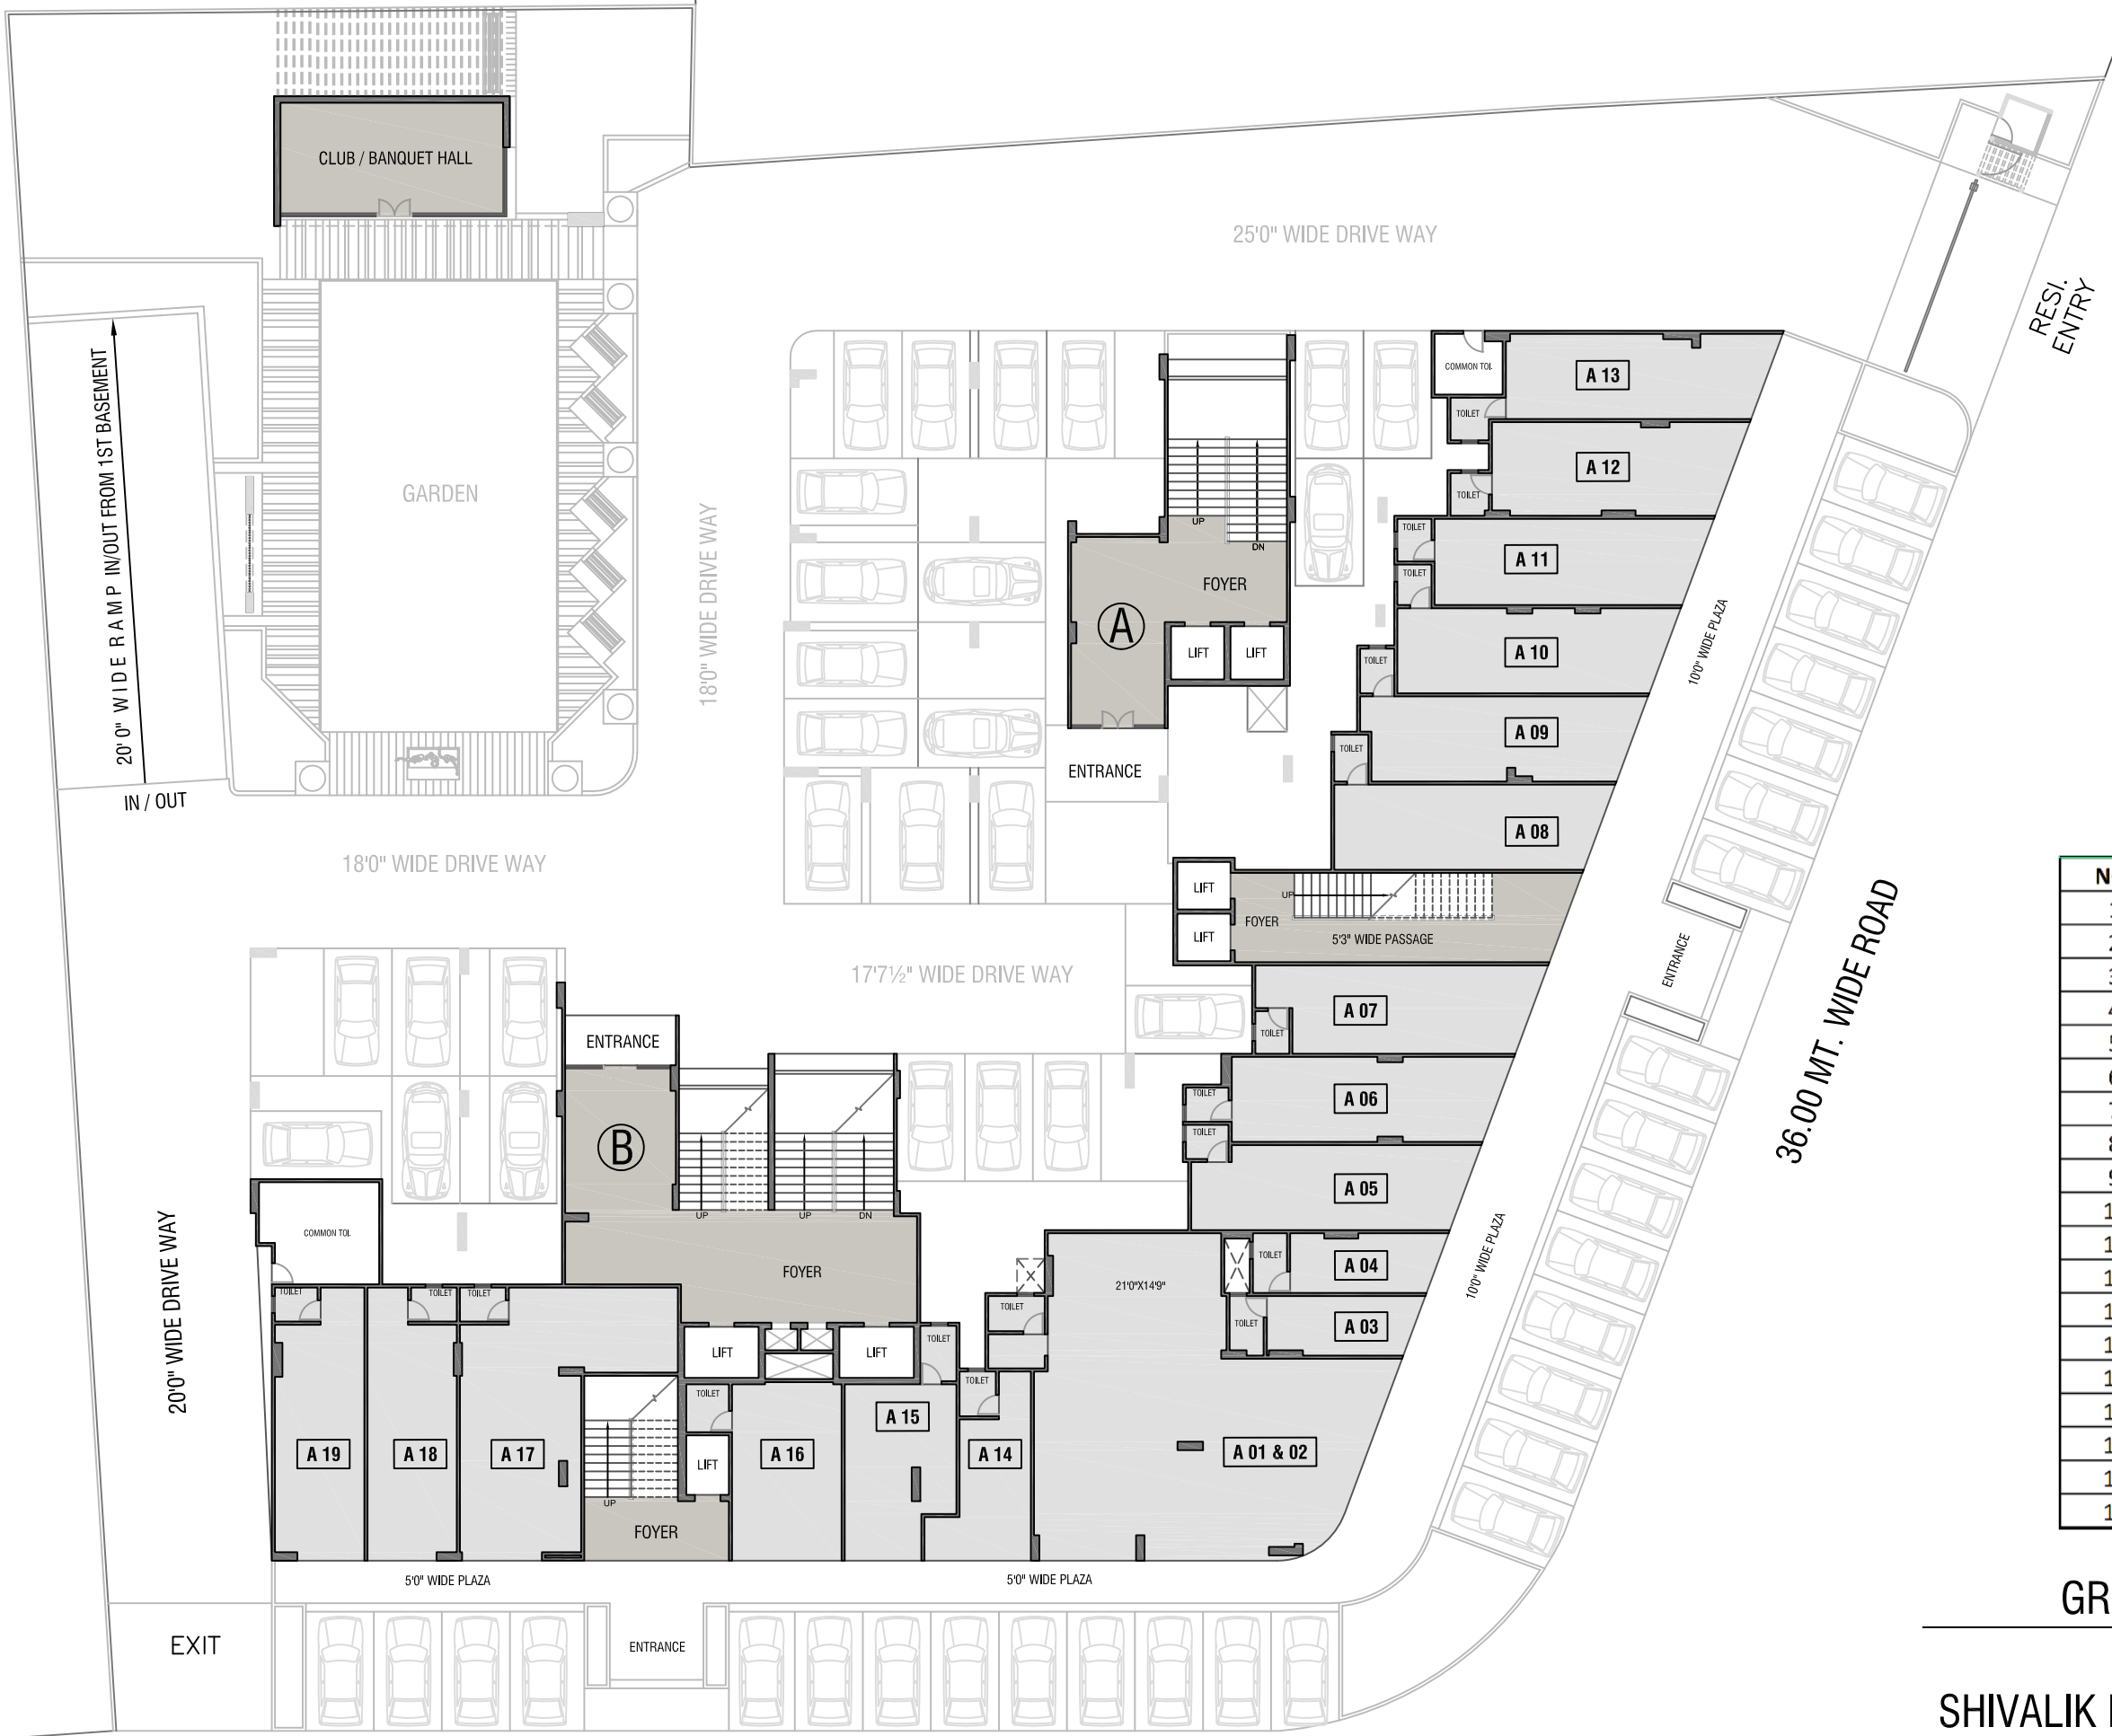 CLUB / BANQUET HALL
25'0" WIDE DRIVE WAY
RESI.
ENTRY
COMMON TOI.
A 13
TOILET
A 12
TOILET
GARDEN
20' 0" WIDE RAMP IN/OUT FROM 1ST BASEMENT
18'0" WIDE DRIVE WAY
UP
DN
TOILET
A 11
FOYER
TOILET
A
10'0" WIDE PLAZA
LIFT
LIFT
TOILET
A 10
A 09
TOILET
ENTRANCE
IN / OUT
A 08
18'0" WIDE DRIVE WAY
LIFT
UP
FOYER
LIFT
5'3" WIDE PASSAGE
ENTRANCE
36.00 MT. WIDE ROAD
17'7½" WIDE DRIVE WAY
A 07
TOILET
ENTRANCE
A 06
TOILET
TOILET
B
A 05
UP
UP
DN
20'0" WIDE DRIVE WAY
COMMON TOI.
FOYER
TOILET
A 04
10'0" WIDE PLAZA
21'0"X14'9"
TOILET
TOILET
TOILET
TOILET
TOILET
A 03
LIFT
LIFT
TOILET
TOILET
TOILET
A 15
A 19
A 18
A 17
LIFT
A 16
A 14
A 01 & 02
UP
FOYER
5'0" WIDE PLAZA
5'0" WIDE PLAZA
EXIT
ENTRANCE
GR
SHIVALIK